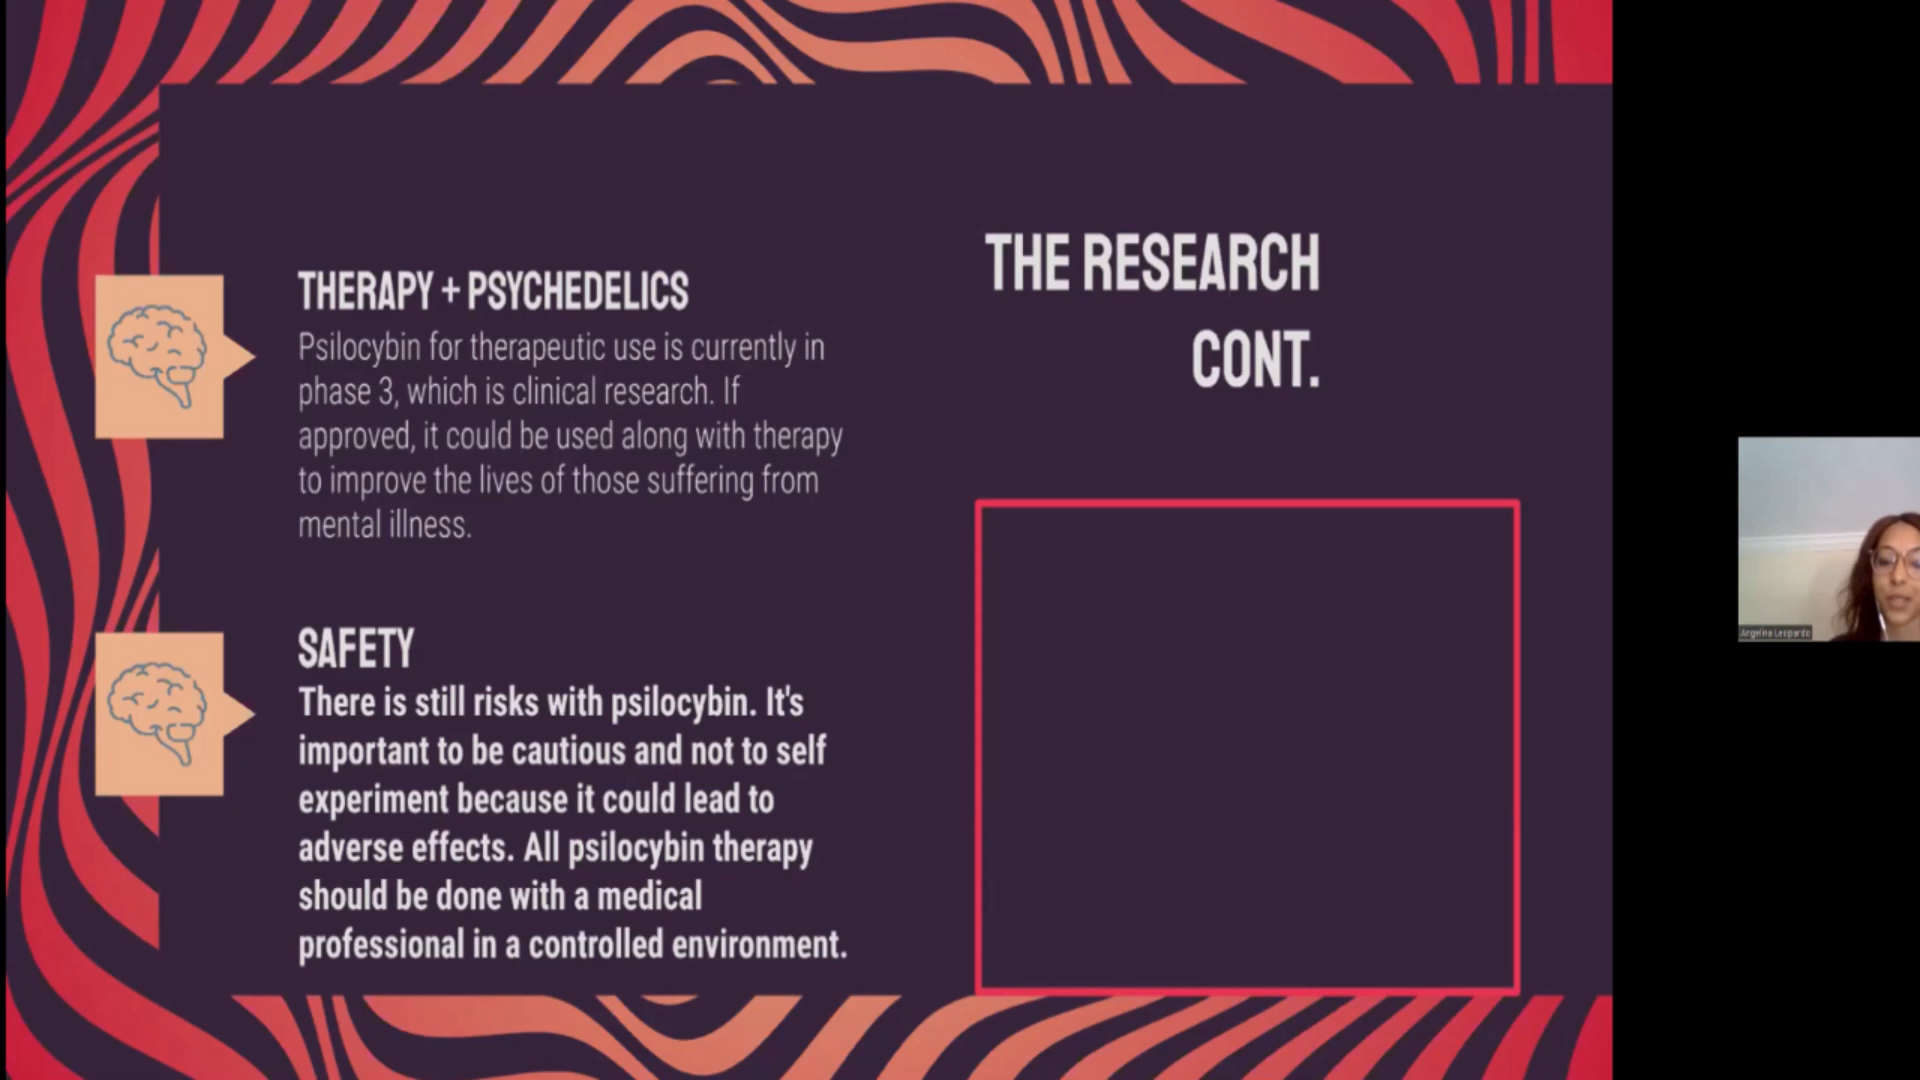 THERAPY + PSYCHEDELICS
Psilocybin for therapeutic use is currently in
phase 3, which is clinical research. If
approved, it could be used along with therapy
to improve the lives of those suffering from
mental illness.
SAFETY
There is still risks with psilocybin. It's
important to be cautious and not to self
experiment because it could lead to
adverse effects. All psilocybin therapy
should be done with a medical
professional in a controlled environment.
THE RESEARCH
CONT.
Angelina Leopardo